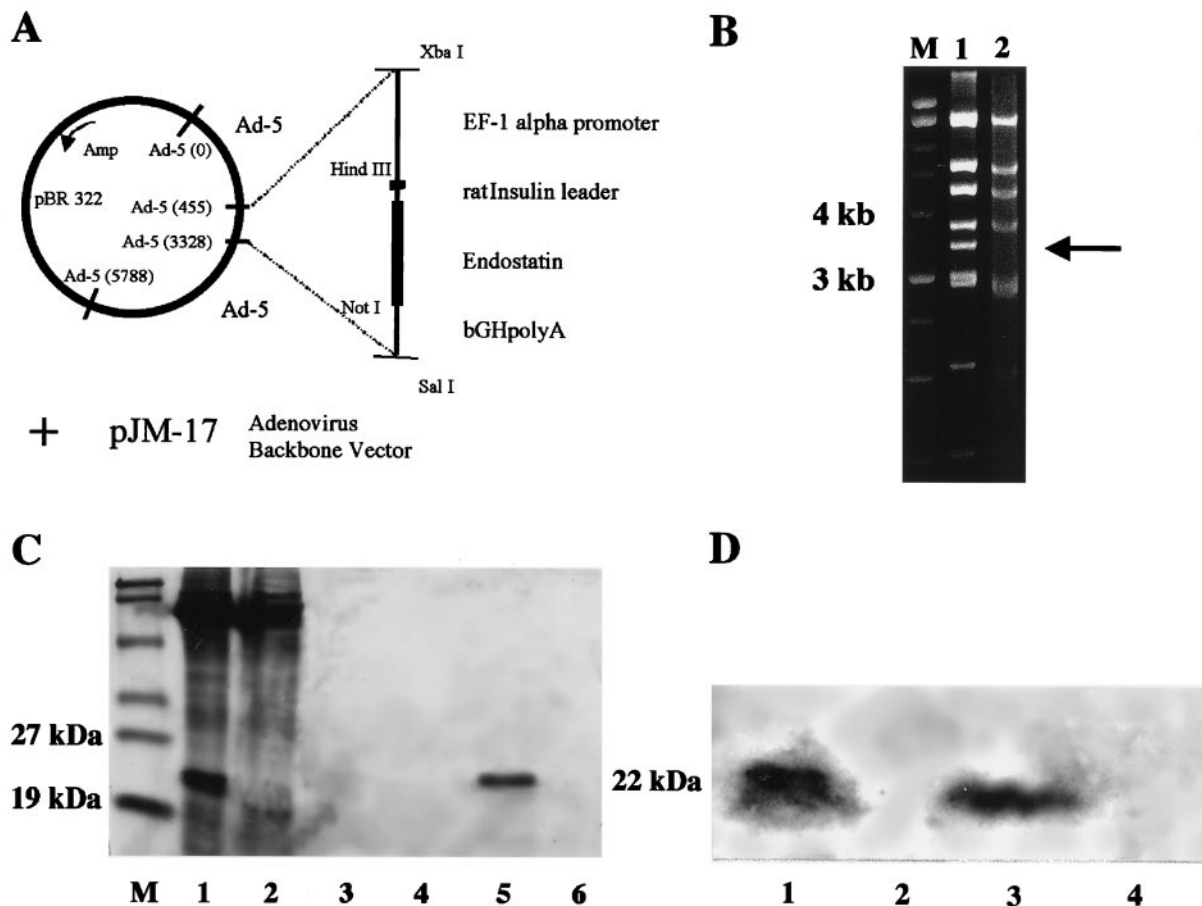 A
Xba I
Ad-5
Amp
Ad-5 (0)
EF-1 alpha promoter
Hind III
pBR 322
Ad-5 (455)
ratInsulin leader
Ad-5 (3328)
Ad-5 (5788)
Endostatin
Ad-5
Not I
bGHpolyA
Sal I
+ pJM-17 Adenovirus
Backbone Vector
B
M 1 2
4 kb
3 kb
C
27 kDa
19 kDa
M 1 2 3 4 5 6
D
22 kDa
1 2 3 4